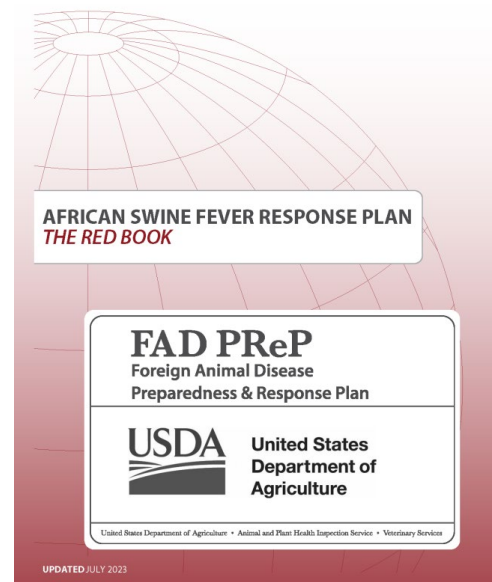 AFRICAN SWINE FEVER RESPONSE PLAN
THE RED BOOK
FAD PReP
Foreign Animal Disease
Preparedness & Response Plan
USDA
United States
Department of
Agriculture
United States Department of Agriculture • Animal and Plant Health Inspection Service • Veterinary Services
UPDATED JULY 2023